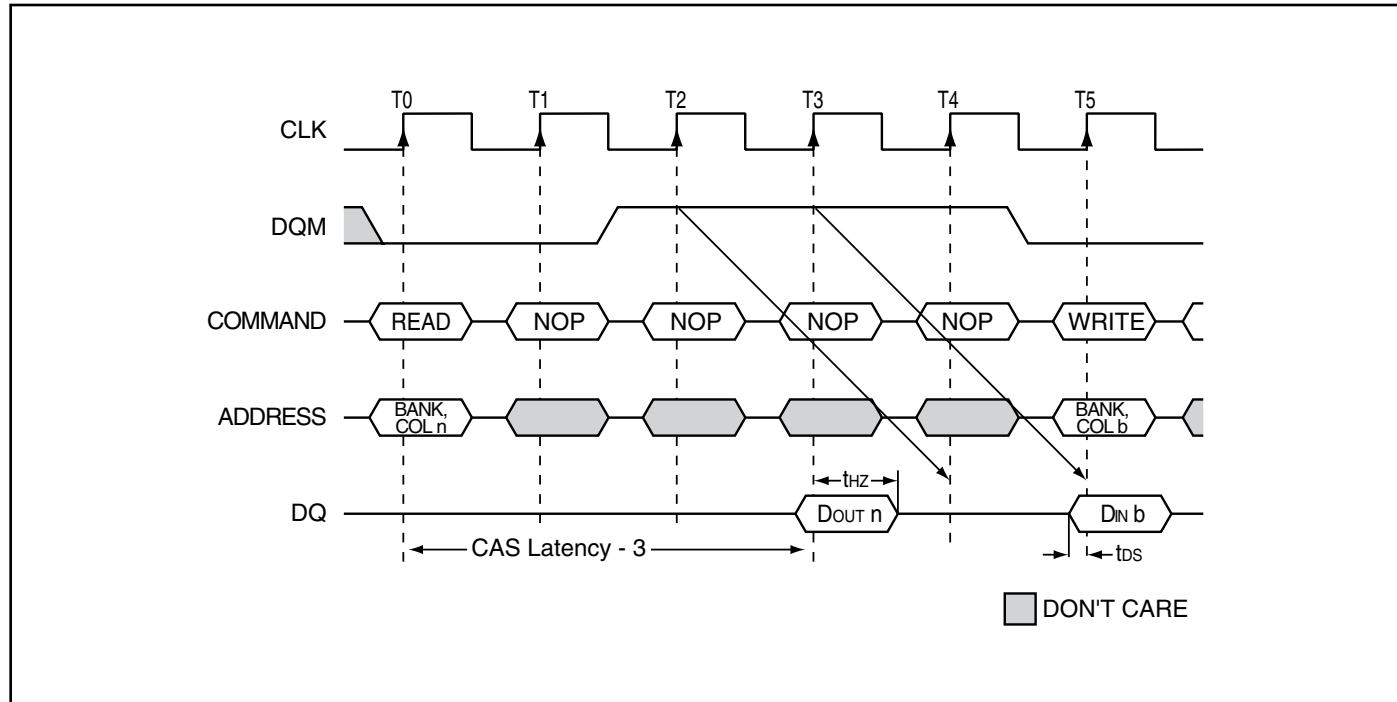 T0 T1 T2 T3 T4 T5
CLK
DQM
COMMAND READ NOP NOP NOP NOP WRITE
ADDRESS BANK, COL n BANK, COL b
tHZ
DQ DOUT n DIN b
CAS Latency - 3 tDS
DON'T CARE